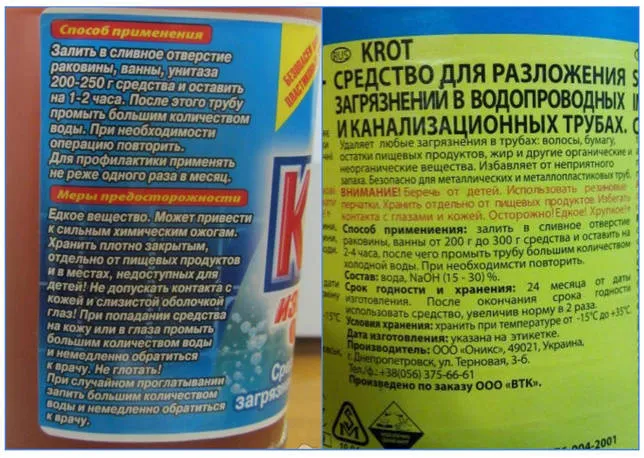 Способ применения
Залить в сливное отверстие
раковины, ванны, унитаза
200-250 г средства и оставить
на 1-2 часа. После этого трубу
промыть большим количеством
воды. При необходимости
операцию повторить.
Для профилактики применять
не реже одного раза в месяц.
Меры предосторожности
Едкое вещество. Может привести
к сильным химическим ожогам.
Хранить плотно закрытым,
отдельно от пищевых продуктов
и в местах, недоступных для
детей! Не допускать контакта с
кожей и слизистой оболочкой
глаз! При попадании средства
на кожу или в глаза промыть
большим количеством воды
и немедленно обратиться
к врачу. Не глотать!
При случайном проглатывании
запить большим количеством
воды и немедленно обратиться
к врачу.
RUS KROT
СРЕДСТВО ДЛЯ РАЗЛОЖЕНИЯ
ЗАГРЯЗНЕНИЙ В ВОДОПРОВОДНЫХ
И КАНАЛИЗАЦИОННЫХ ТРУБАХ.
Удаляет любые загрязнения в трубах: волосы, бумагу,
остатки пищевых продуктов, жир и другие органические и
неорганические вещества. Избавляет от неприятного
запаха. Безопасно для металлических и металлопластиковых труб.
ВНИМАНИЕ! Беречь от детей. Использовать резиновые
перчатки. Хранить отдельно от пищевых продуктов. Избегать
контакта с глазами и кожей. Осторожно! Едкое! Хрупкое!
Способ применения: залить в сливное отверстие
раковины, ванны от 200 г до 300 г средства и оставить на
2-4 часа, после чего промыть трубу большим количеством
холодной воды. При необходимости повторить.
Состав: вода, NaOH (15 - 30) %.
Срок годности и хранения: 24 месяца от даты
изготовления. После окончания срока годности
использовать средство, увеличив норму в 2 раза.
Условия хранения: хранить при температуре от -15°С до +35°С.
Дата изготовления: указана на этикетке.
Производитель: ООО «Оникс», 49021, Украина,
г. Днепропетровск, ул. Терновая, 3-б.
Тел./ф.:+38(056) 375-66-61
Произведено по заказу ООО «ВТК».
-004-2001